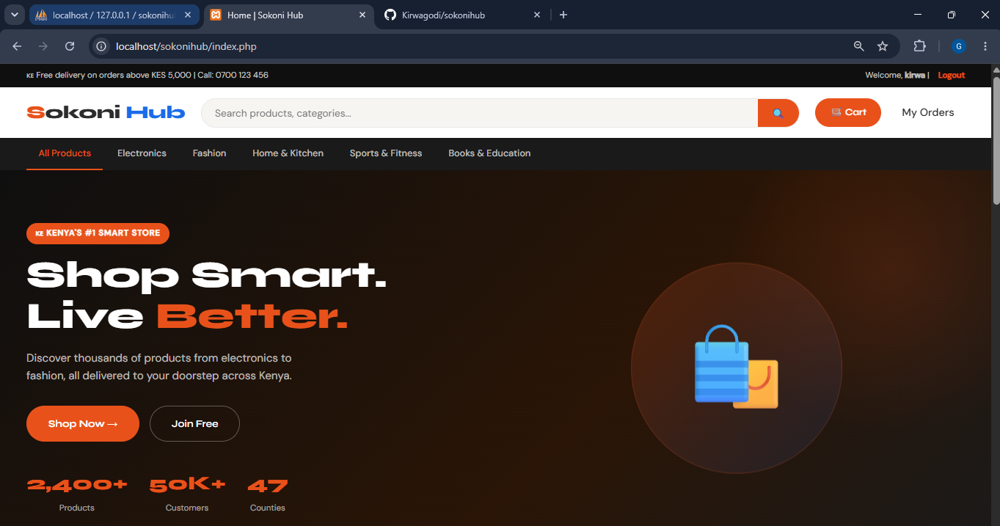 localhost / 127.0.0.1 / sokonihu
Home | Sokoni Hub
Kirwagodi/sokonihub
localhost/sokonihub/index.php
G
KE Free delivery on orders above KES 5,000 | Call: 0700 123 456
Welcome, kirwa | Logout
Sokoni Hub
Search products, categories...
Cart
My Orders
All Products
Electronics
Fashion
Home & Kitchen
Sports & Fitness
Books & Education
KE KENYA'S #1 SMART STORE
Shop Smart.
Live Better.
Discover thousands of products from electronics to
fashion, all delivered to your doorstep across Kenya.
Shop Now →
Join Free
2,400+
50K+
47
Products
Customers
Counties